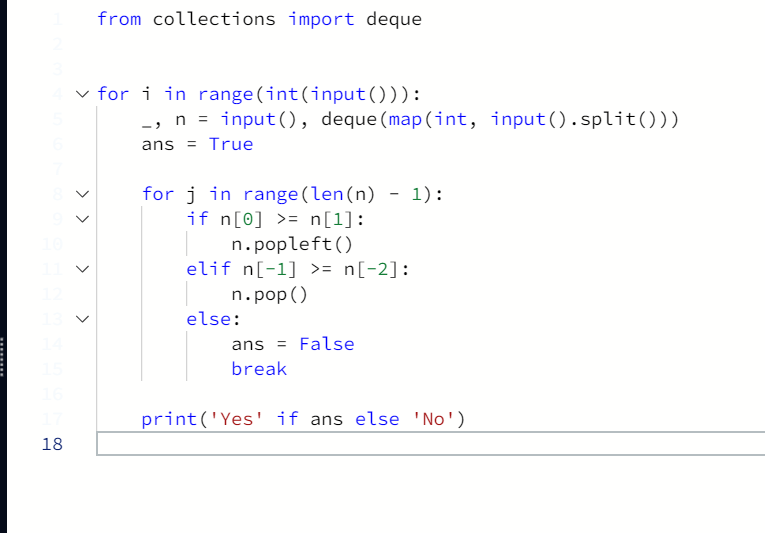 1 from collections import deque
2
3
4 for i in range(int(input())):
5 _, n = input(), deque(map(int, input().split()))
6 ans = True
7
8 for j in range(len(n) - 1):
9 if n[0] >= n[1]:
10 n.popleft()
11 elif n[-1] >= n[-2]:
12 n.pop()
13 else:
14 ans = False
15 break
16
17 print('Yes' if ans else 'No')
18